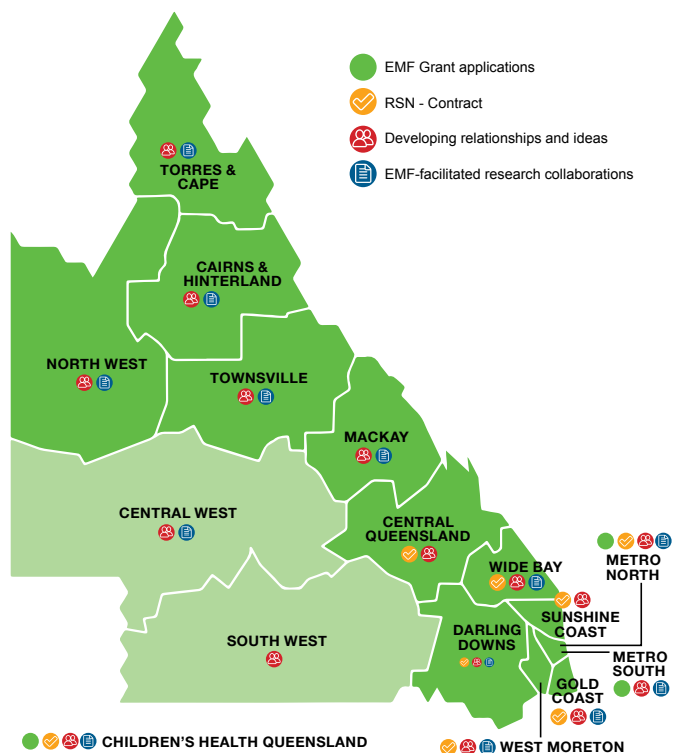 EMF Grant applications
RSN - Contract
Developing relationships and ideas
EMF-facilitated research collaborations
TORRES &
CAPE
CAIRNS &
HINTERLAND
NORTH WEST
TOWNSVILLE
MACKAY
CENTRAL WEST
CENTRAL
QUEENSLAND
WIDE BAY
METRO
NORTH
SUNSHINE
COAST
SOUTH WEST
DARLING
DOWNS
METRO
SOUTH
GOLD
COAST
CHILDREN'S HEALTH QUEENSLAND
WEST MORETON